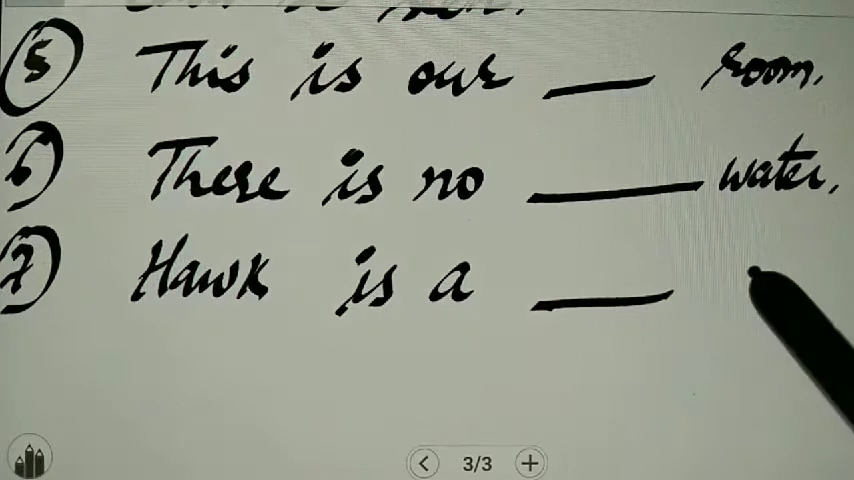 5 This is our ___ room.
6 There is no ___ water.
7 Hawk is a ___
3/3